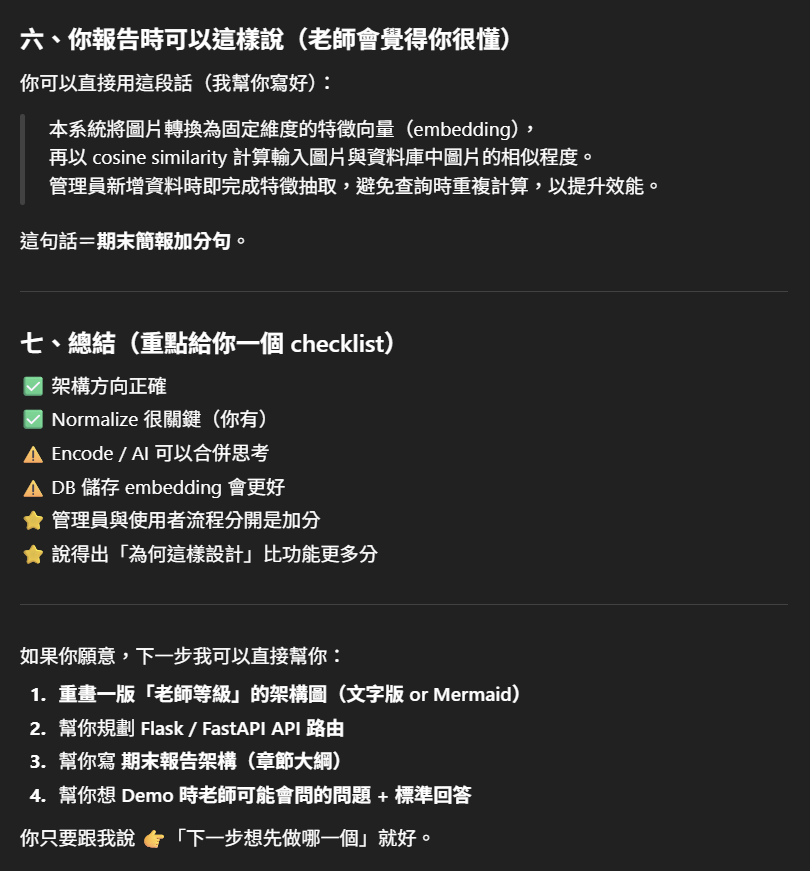 六、你報告時可以這樣說（老師會覺得你很懂）
你可以直接用這段話（我幫你寫好）：
本系統將圖片轉換為固定維度的特徵向量（embedding），
再以 cosine similarity 計算輸入圖片與資料庫中圖片的相似程度。
管理員新增資料時即完成特徵抽取，避免查詢時重複計算，以提升效能。
這句話＝期末簡報加分句。
七、總結（重點給你一個 checklist）
✅ 架構方向正確
✅ Normalize 很關鍵（你有）
⚠️ Encode / AI 可以合併思考
⚠️ DB 儲存 embedding 會更好
⭐ 管理員與使用者流程分開是加分
⭐ 說得出「為何這樣設計」比功能更多分
如果你願意，下一步我可以直接幫你：
1. 重畫一版「老師等級」的架構圖（文字版 or Mermaid）
2. 幫你規劃 Flask / FastAPI API 路由
3. 幫你寫 期末報告架構（章節大綱）
4. 幫你想 Demo 時老師可能會問的問題 + 標準回答
你只要跟我說 👉「下一步想先做哪一個」就好。